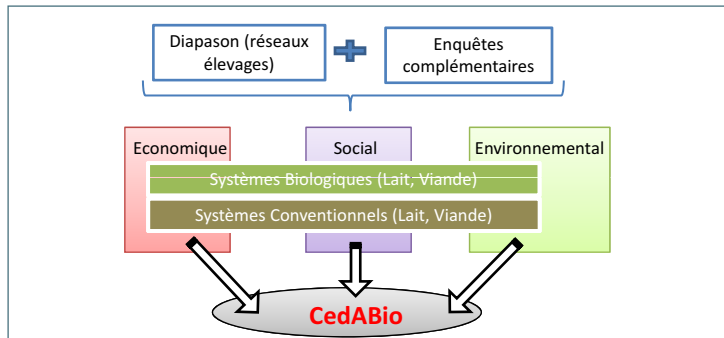 Diapason (réseaux
élevages)
Enquêtes
complémentaires
Economique
Social
Environnemental
Systèmes Biologiques (Lait, Viande)
Systèmes Conventionnels (Lait, Viande)
CedABio